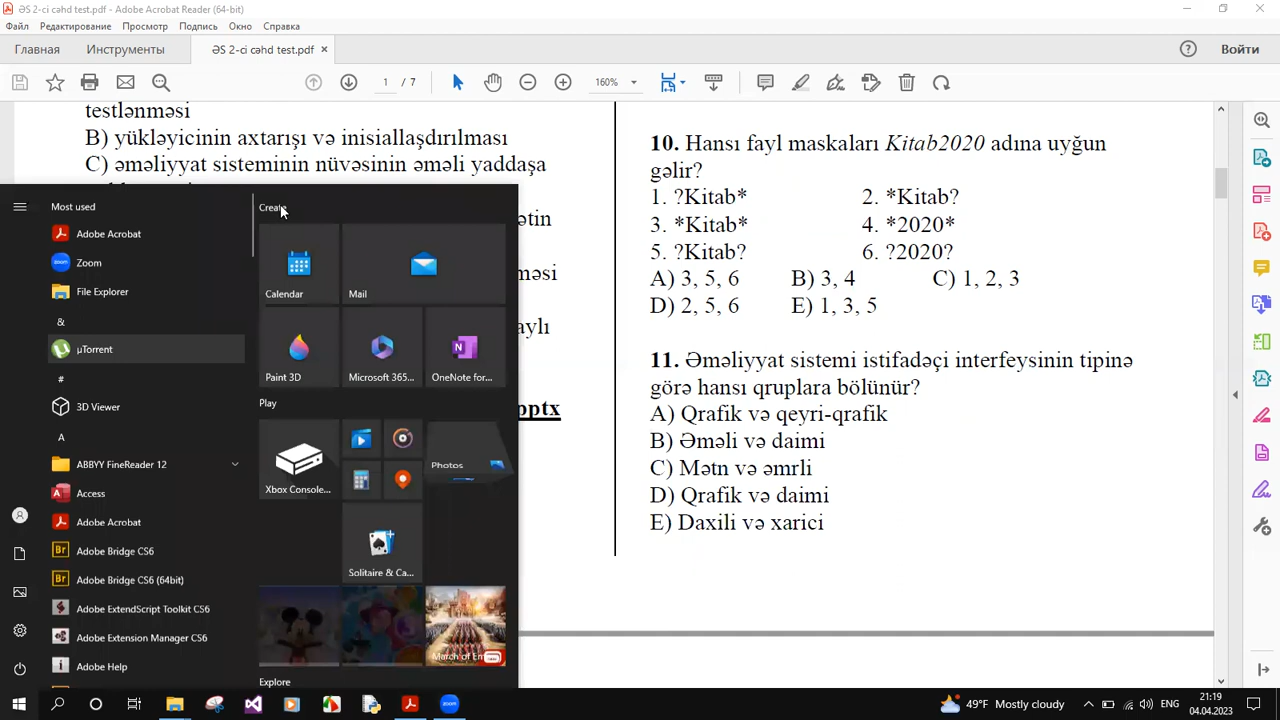 ƏS 2-ci cəhd test.pdf - Adobe Acrobat Reader (64-bit)
Файл Редактирование Просмотр Подпись Окно Справка
Главная Инструменты ƏS 2-ci cəhd test.pdf × Войти
1 / 7 160%
testlənməsi
B) yükləyicinin axtarışı və inisiallaşdırılması
C) əməliyyat sisteminin nüvəsinin əməli yaddaşa
ətin
əsi
aylı
pptx
10. Hansı fayl maskaları Kitab2020 adına uyğun
gəlir?
1. ?Kitab* 2. *Kitab?
3. *Kitab* 4. *2020*
5. ?Kitab? 6. ?2020?
A) 3, 5, 6 B) 3, 4 C) 1, 2, 3
D) 2, 5, 6 E) 1, 3, 5
11. Əməliyyat sistemi istifadəçi interfeysinin tipinə
görə hansı qruplara bölünür?
A) Qrafik və qeyri-qrafik
B) Əməli və daimi
C) Mətn və əmrli
D) Qrafik və daimi
E) Daxili və xarici
Most used
Adobe Acrobat
Zoom
File Explorer
&
µTorrent
#
3D Viewer
A
ABBYY FineReader 12
Access
Adobe Acrobat
Adobe Bridge CS6
Adobe Bridge CS6 (64bit)
Adobe ExtendScript Toolkit CS6
Adobe Extension Manager CS6
Adobe Help
Create
Calendar Mail
Paint 3D Microsoft 365... OneNote for...
Play
Xbox Console... Photos
Solitaire & Ca...
Explore
49°F Mostly cloudy ENG 21:19
04.04.2023